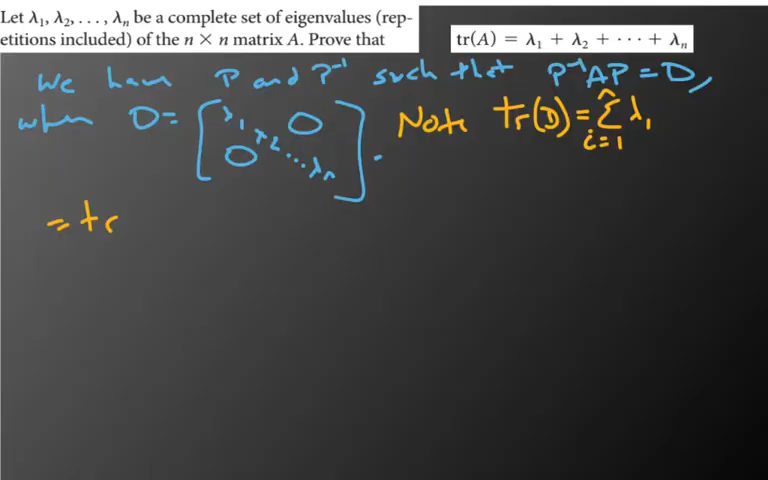 Let λ₁, λ₂, . . . , λₙ be a complete set of eigenvalues (rep-
etitions included) of the n × n matrix A. Prove that
tr(A) = λ₁ + λ₂ + · · · + λₙ
We have P and P⁻¹ such that P⁻¹AP = D,
when D = [λ₁ λ₂ ... λₙ 0 0]. Note tr(D) = Σⁿᵢ₌₁ λ₁
= tr